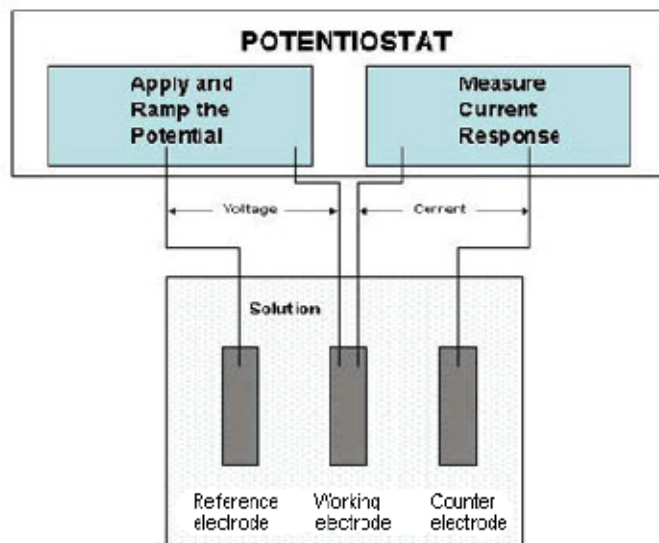 POTENTIOSTAT
Apply and
Ramp the
Potential
Measure
Current
Response
Voltage
Current
Solution
Reference
electrode
Working
electrode
Counter
electrode